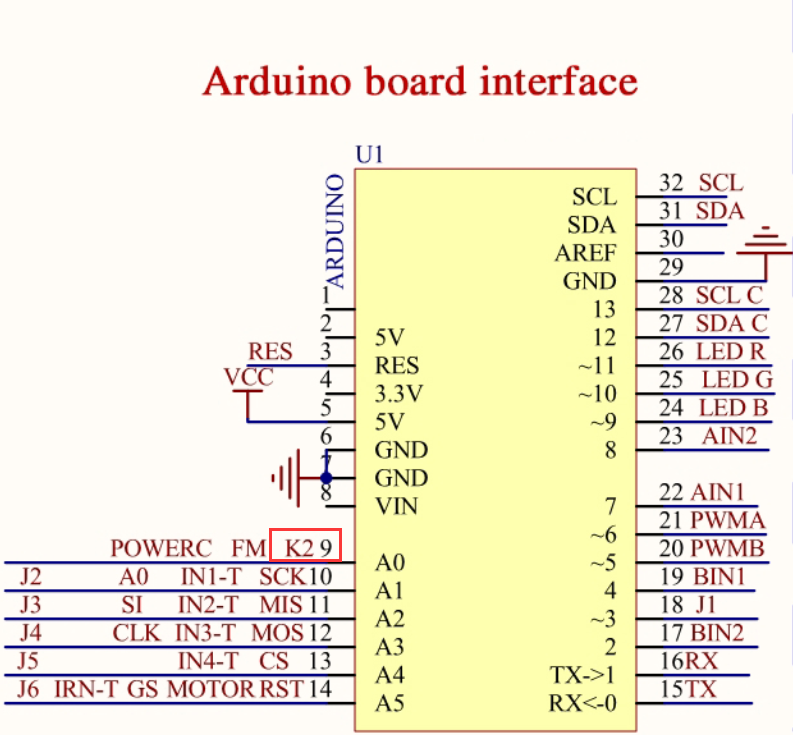 Arduino board interface
U1
ARDUINO
SCL 32 SCL
SDA 31 SDA
AREF 30
GND 29
1 13 28 SCL C
2 5V 12 27 SDA C
RES 3 RES ~11 26 LED R
VCC 4 3.3V ~10 25 LED G
5 5V ~9 24 LED B
6 GND 8 23 AIN2
7 GND
8 VIN 7 22 AIN1
~6 21 PWMA
POWERC FM K2 9 A0 ~5 20 PWMB
J2 A0 IN1-T SCK 10 A1 4 19 BIN1
J3 SI IN2-T MIS 11 A2 ~3 18 J1
J4 CLK IN3-T MOS 12 A3 2 17 BIN2
J5 IN4-T CS 13 A4 TX->1 16 RX
J6 IRN-T GS MOTOR RST 14 A5 RX<-0 15 TX